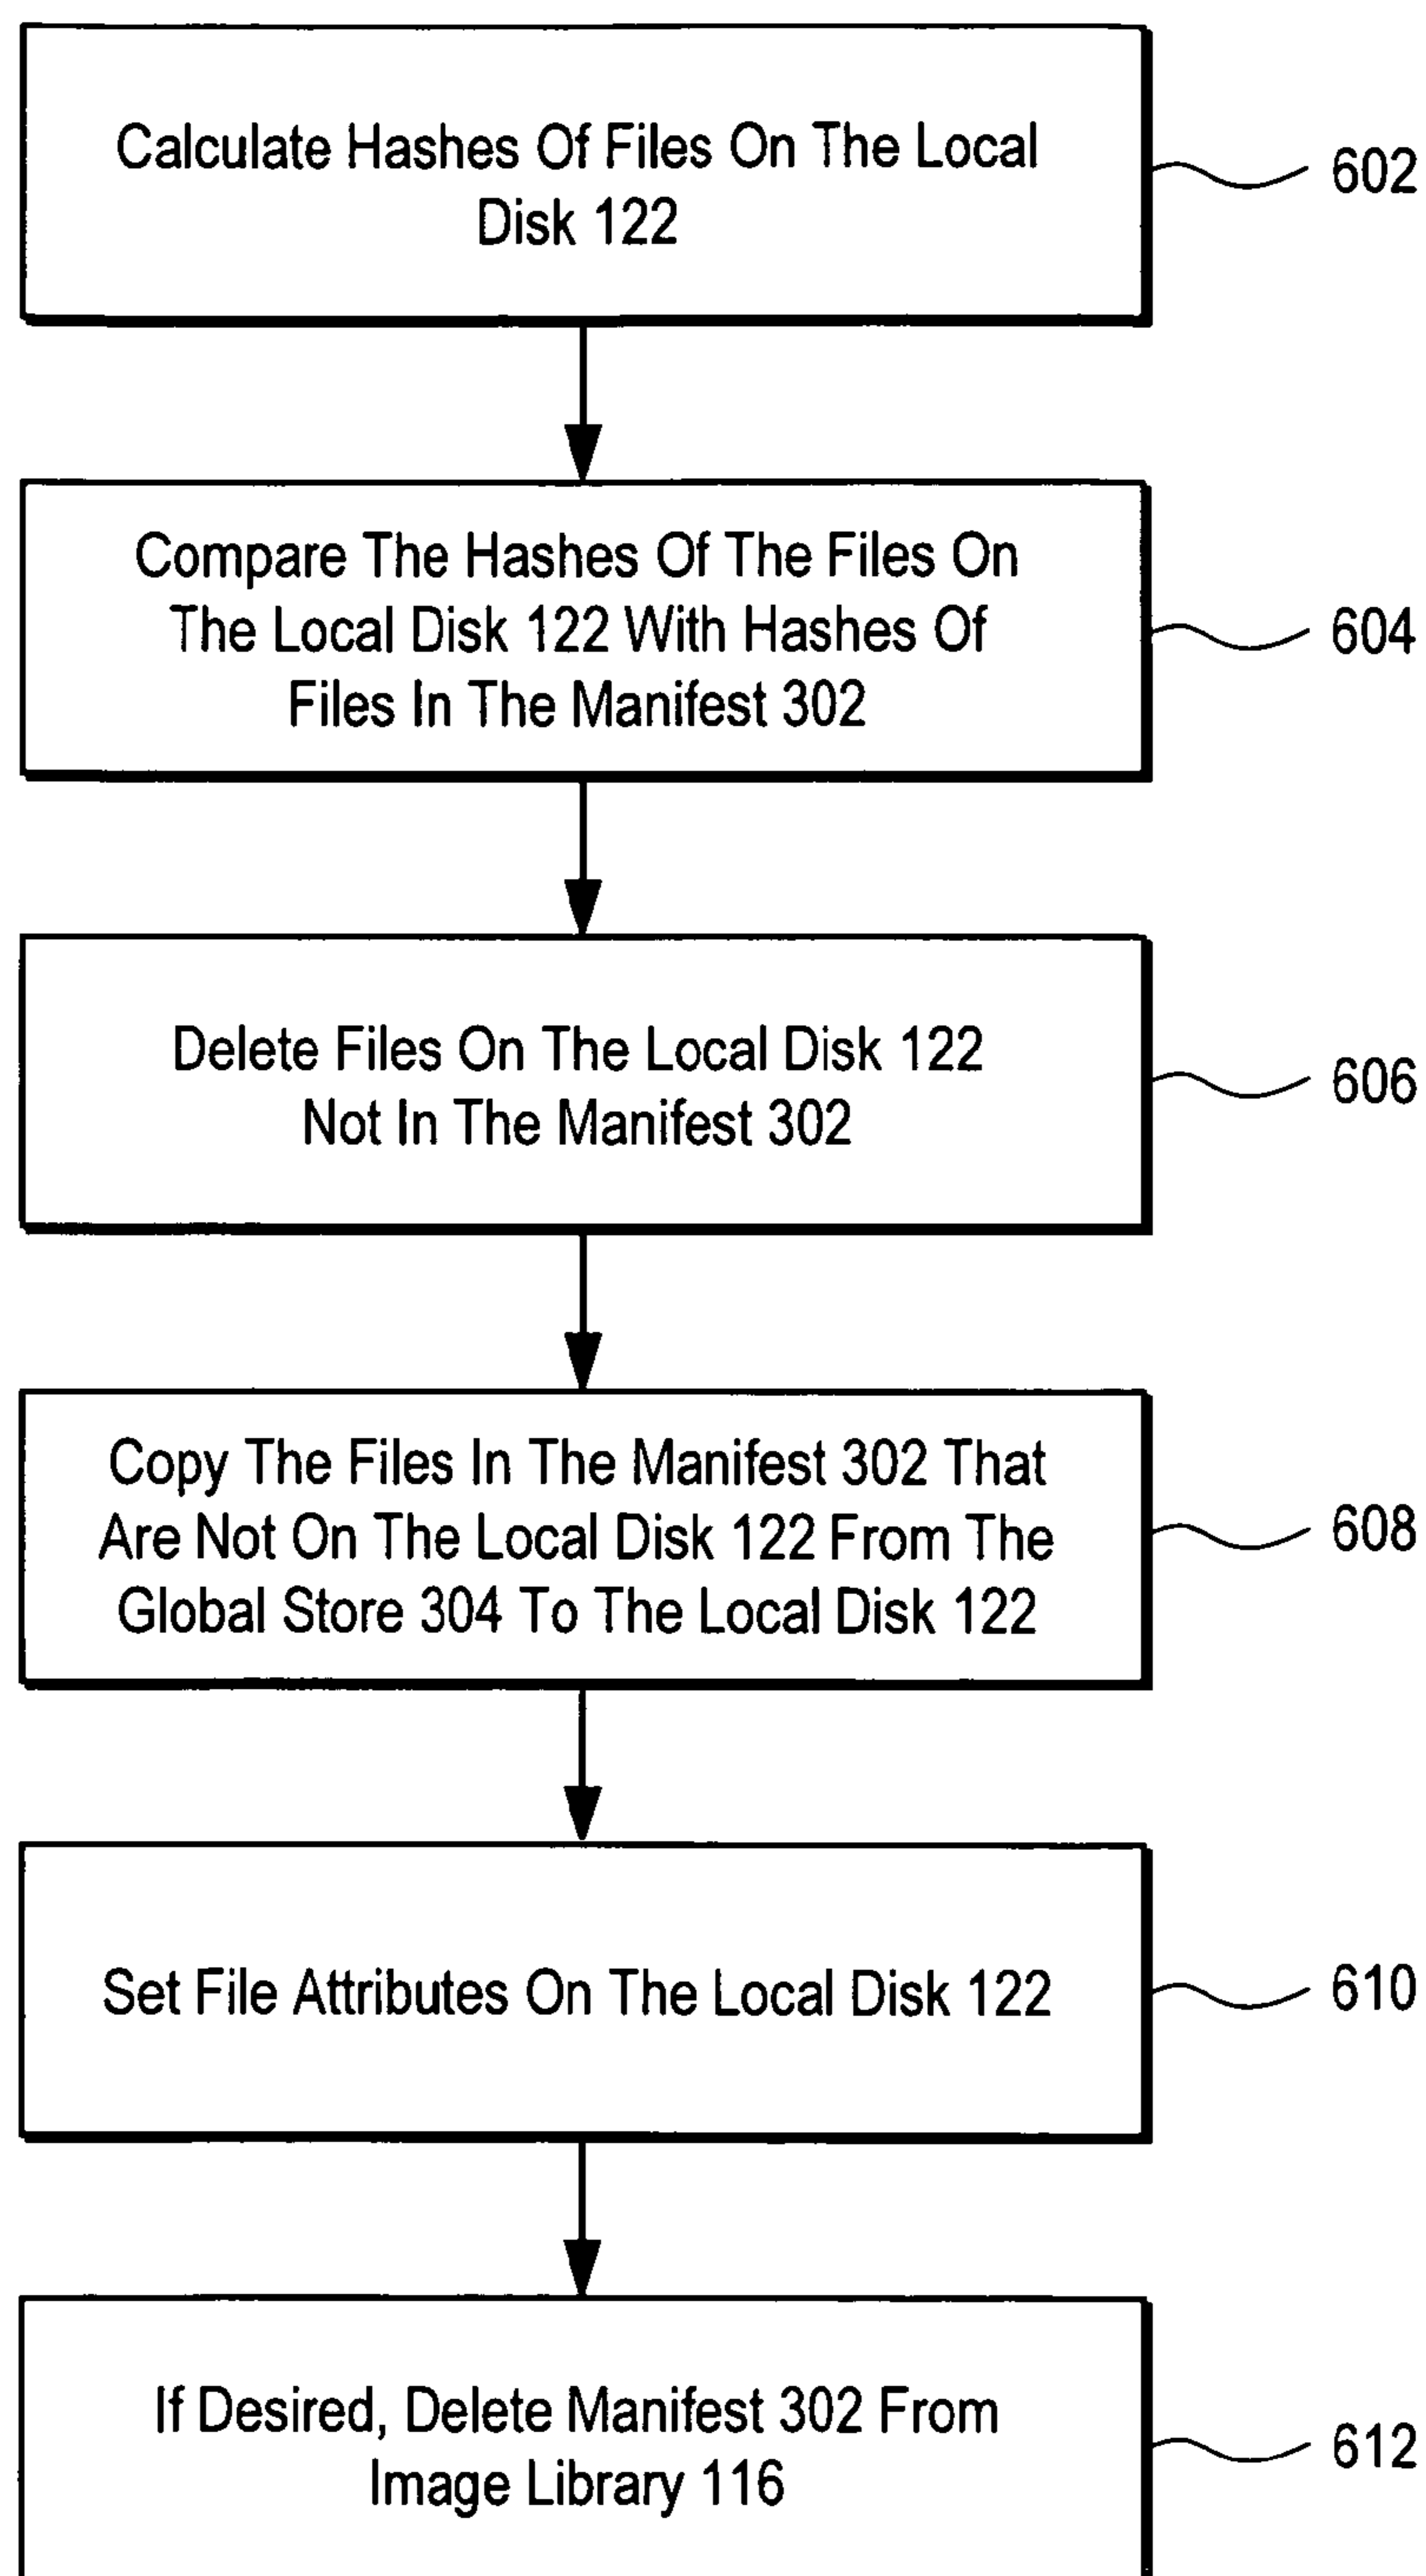 Calculate Hashes Of Files On The Local
Disk 122
602
Compare The Hashes Of The Files On
The Local Disk 122 With Hashes Of
Files In The Manifest 302
604
Delete Files On The Local Disk 122
Not In The Manifest 302
606
Copy The Files In The Manifest 302 That
Are Not On The Local Disk 122 From The
Global Store 304 To The Local Disk 122
608
Set File Attributes On The Local Disk 122
610
If Desired, Delete Manifest 302 From
Image Library 116
612